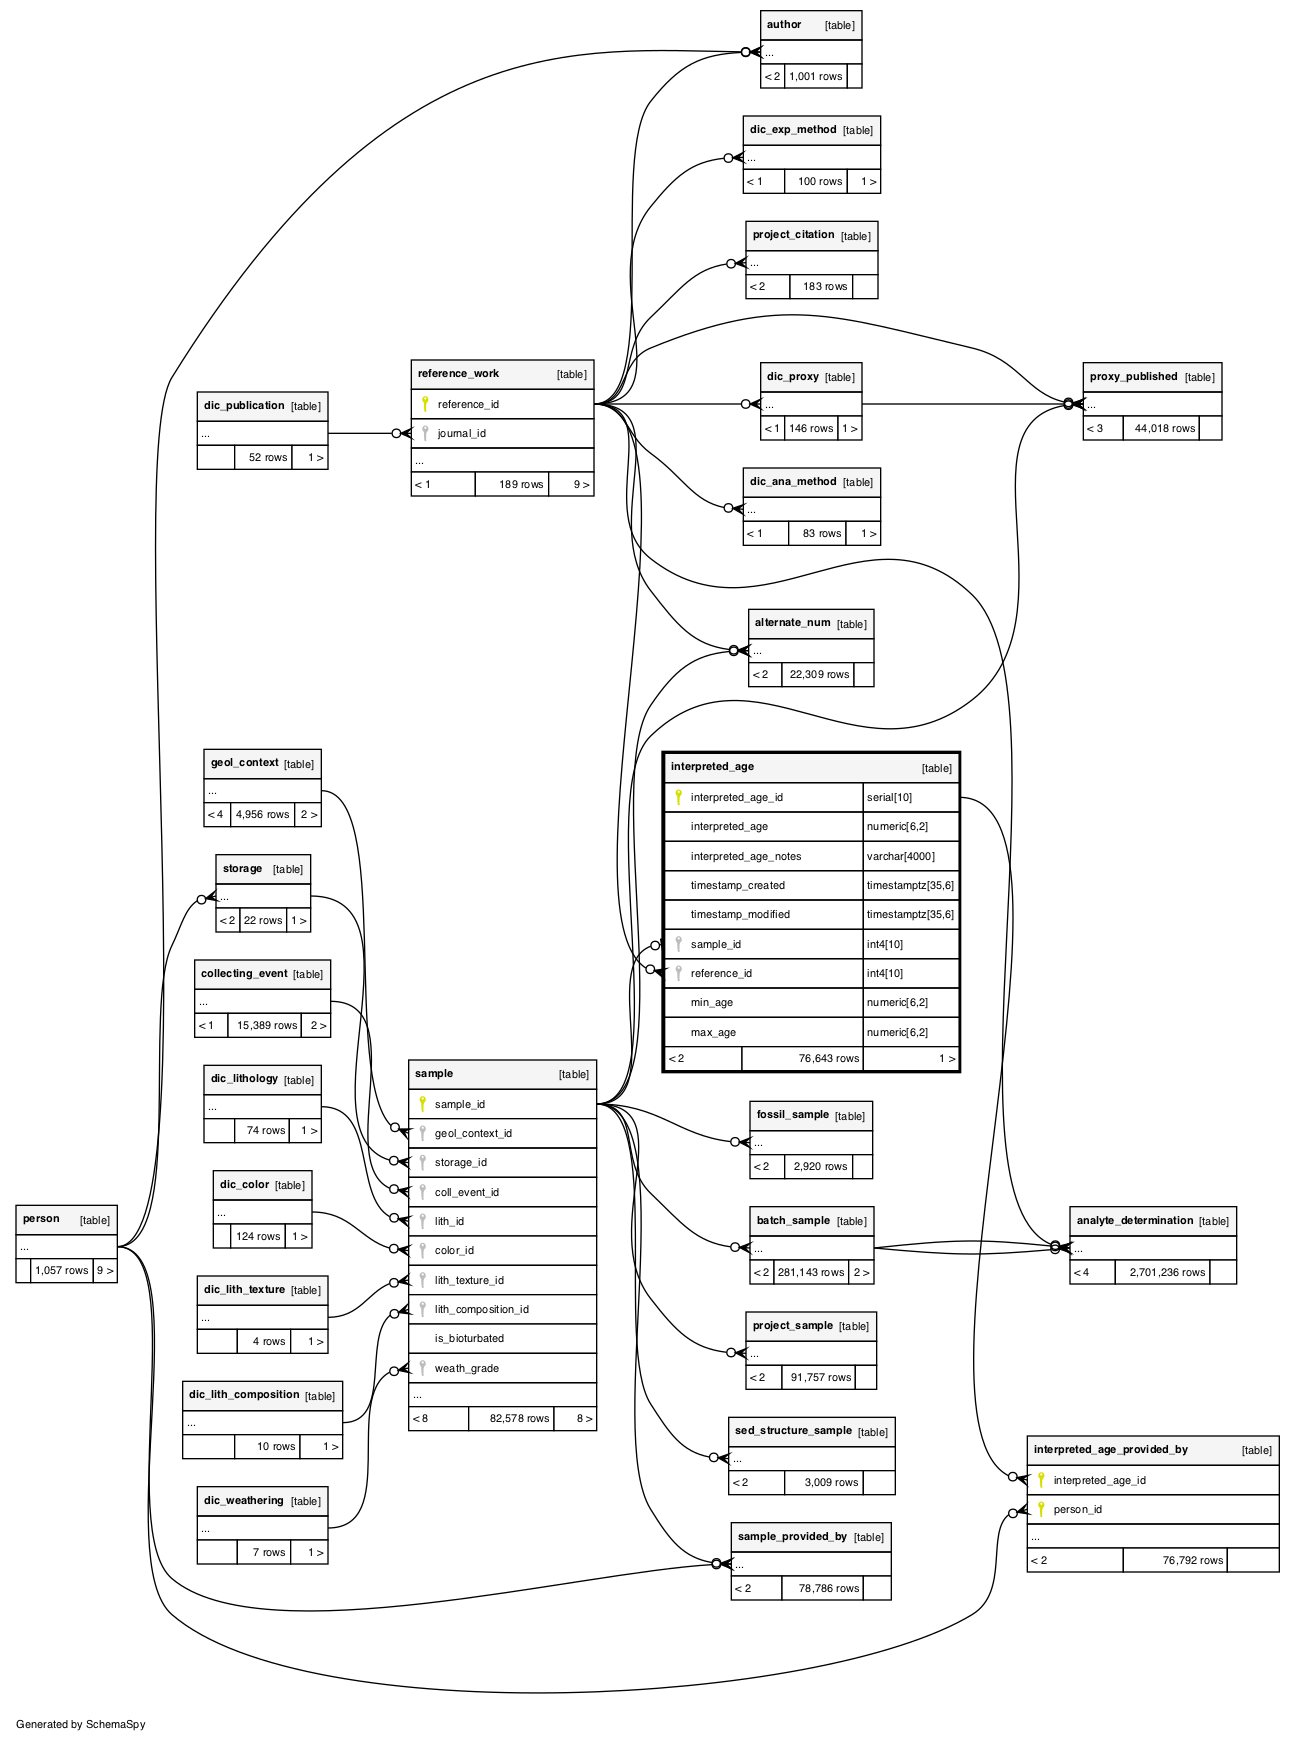 author [table]
...
< 2 1,001 rows
dic_exp_method [table]
...
< 1 100 rows 1 >
project_citation [table]
...
< 2 183 rows
reference_work [table]
reference_id
journal_id
...
< 1 189 rows 9 >
dic_publication [table]
...
52 rows 1 >
dic_proxy [table]
...
< 1 146 rows 1 >
proxy_published [table]
...
< 3 44,018 rows
dic_ana_method [table]
...
< 1 83 rows 1 >
alternate_num [table]
...
< 2 22,309 rows
interpreted_age [table]
interpreted_age_id serial[10]
interpreted_age numeric[6,2]
interpreted_age_notes varchar[4000]
timestamp_created timestamptz[35,6]
timestamp_modified timestamptz[35,6]
sample_id int4[10]
reference_id int4[10]
min_age numeric[6,2]
max_age numeric[6,2]
< 2 76,643 rows 1 >
geol_context [table]
...
< 4 4,956 rows 2 >
storage [table]
...
< 2 22 rows 1 >
collecting_event [table]
...
< 1 15,389 rows 2 >
dic_lithology [table]
...
74 rows 1 >
dic_color [table]
...
124 rows 1 >
person [table]
...
1,057 rows 9 >
dic_lith_texture [table]
...
4 rows 1 >
dic_lith_composition [table]
...
10 rows 1 >
dic_weathering [table]
...
7 rows 1 >
sample [table]
sample_id
geol_context_id
storage_id
coll_event_id
lith_id
color_id
lith_texture_id
lith_composition_id
is_bioturbated
weath_grade
...
< 8 82,578 rows 8 >
fossil_sample [table]
...
< 2 2,920 rows
batch_sample [table]
...
< 2 281,143 rows 2 >
analyte_determination [table]
...
< 4 2,701,236 rows
project_sample [table]
...
< 2 91,757 rows
sed_structure_sample [table]
...
< 2 3,009 rows
interpreted_age_provided_by [table]
interpreted_age_id
person_id
...
< 2 76,792 rows
sample_provided_by [table]
...
< 2 78,786 rows
Generated by SchemaSpy